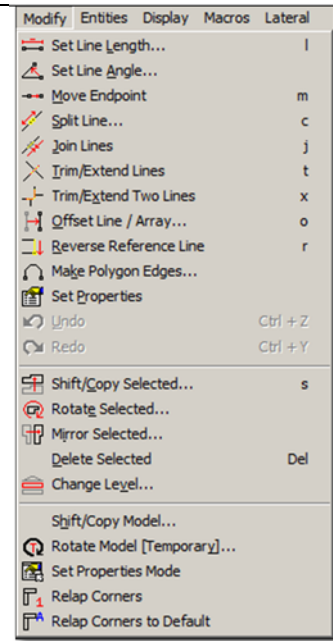 Modify Entities Display Macros Lateral
Set Line Length... l
Set Line Angle...
Move Endpoint m
Split Line... c
Join Lines j
Trim/Extend Lines t
Trim/Extend Two Lines x
Offset Line / Array... o
Reverse Reference Line r
Make Polygon Edges...
Set Properties
Undo Ctrl + Z
Redo Ctrl + Y
Shift/Copy Selected... s
Rotate Selected...
Mirror Selected...
Delete Selected Del
Change Level...
Shift/Copy Model...
Rotate Model [Temporary]...
Set Properties Mode
Relap Corners
Relap Corners to Default